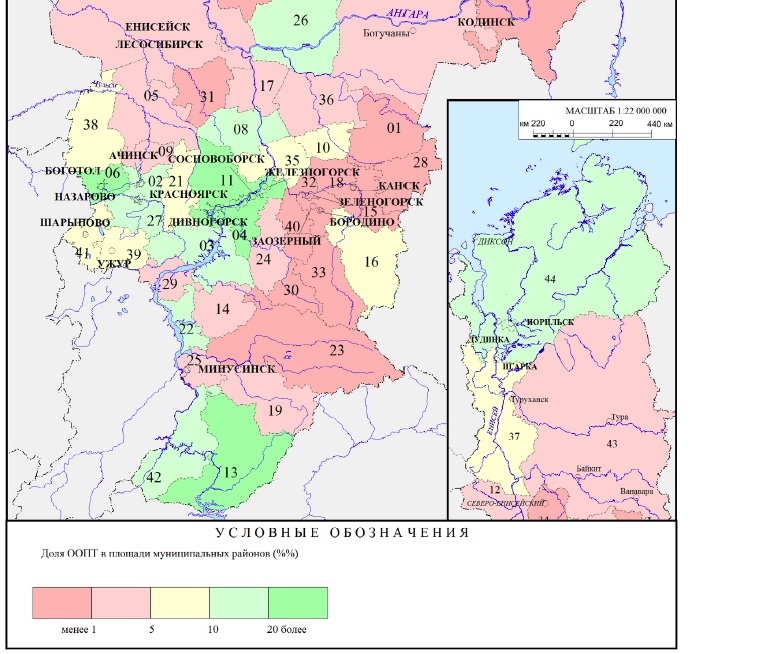 АНГАРА
26
ЕНИСЕЙСК
КОДИНСК
Богучаны
ЛЕСОСИБИРСК
Чулым
05
31
17
36
38
08
01
10
АЧИНСК
09
СОСНОВОБОРСК
35
28
БОГОТОЛ
06
ЖЕЛЕЗНОГОРСК
02
21
11
32
18
КАНСК
НАЗАРОВО
КРАСНОЯРСК
ЗЕЛЕНОГОРСК
15
ШАРЫПОВО
27
ДИВНОГОРСК
40
БОРОДИНО
04
ЗАОЗЕРНЫЙ
03
41
39
УЖУР
24
16
33
29
30
14
22
23
25
МИНУСИНСК
19
42
13
МАСШТАБ 1:22 000 000
км 220 0 220 440 км
ДИКСОН
44
НОРИЛЬСК
ДУДИНКА
ИГАРКА
Туруханск
ЕНИСЕЙ
Тура
37
43
Байкит
12
Ванавара
СЕВЕРО-ЕНИСЕЙСКИЙ
УСЛОВНЫЕ ОБОЗНАЧЕНИЯ
Доля ООПТ в площади муниципальных районов (%%)
менее 1 5 10 20 более